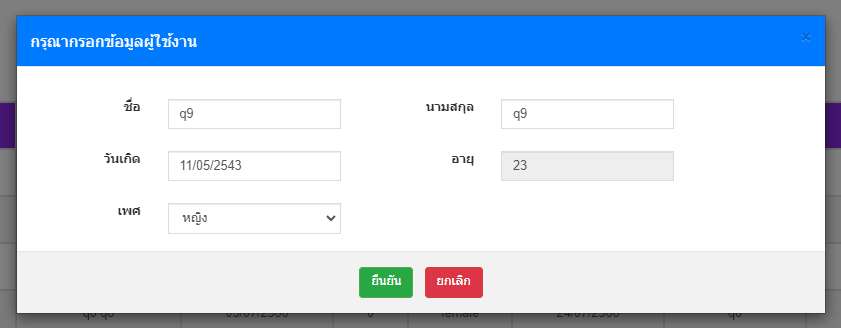 กรุณากรอกข้อมูลผู้ใช้งาน ×
ชื่อ q9 นามสกุล q9
วันเกิด 11/05/2543 อายุ 23
เพศ หญิง
ยืนยัน ยกเลิก
female